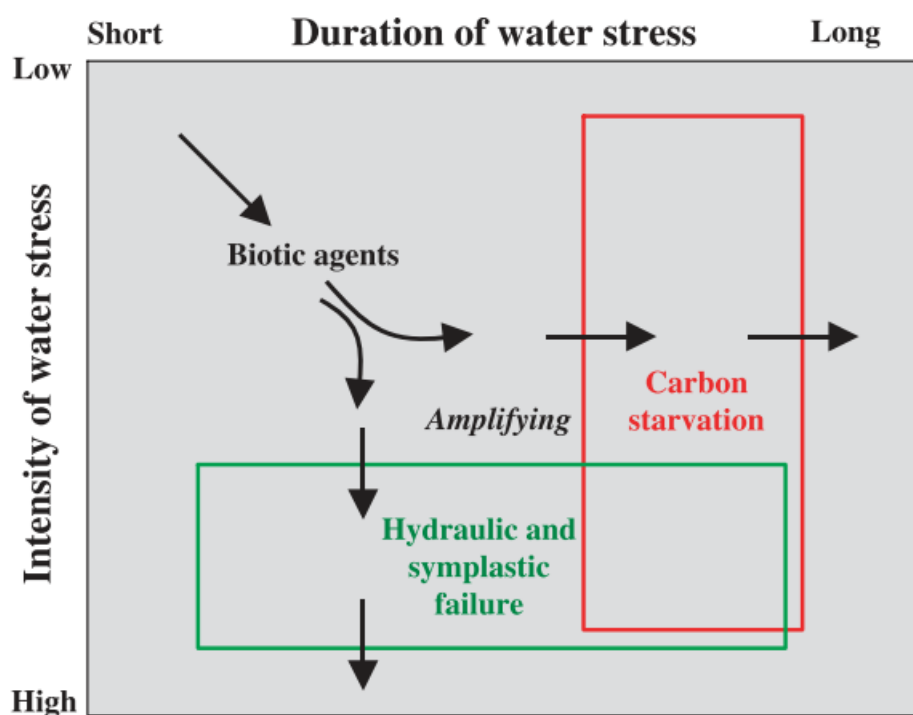 Short
Duration of water stress
Long
Low
Intensity of water stress
Biotic agents
Amplifying
Carbon
starvation
Hydraulic and
symplastic
failure
High